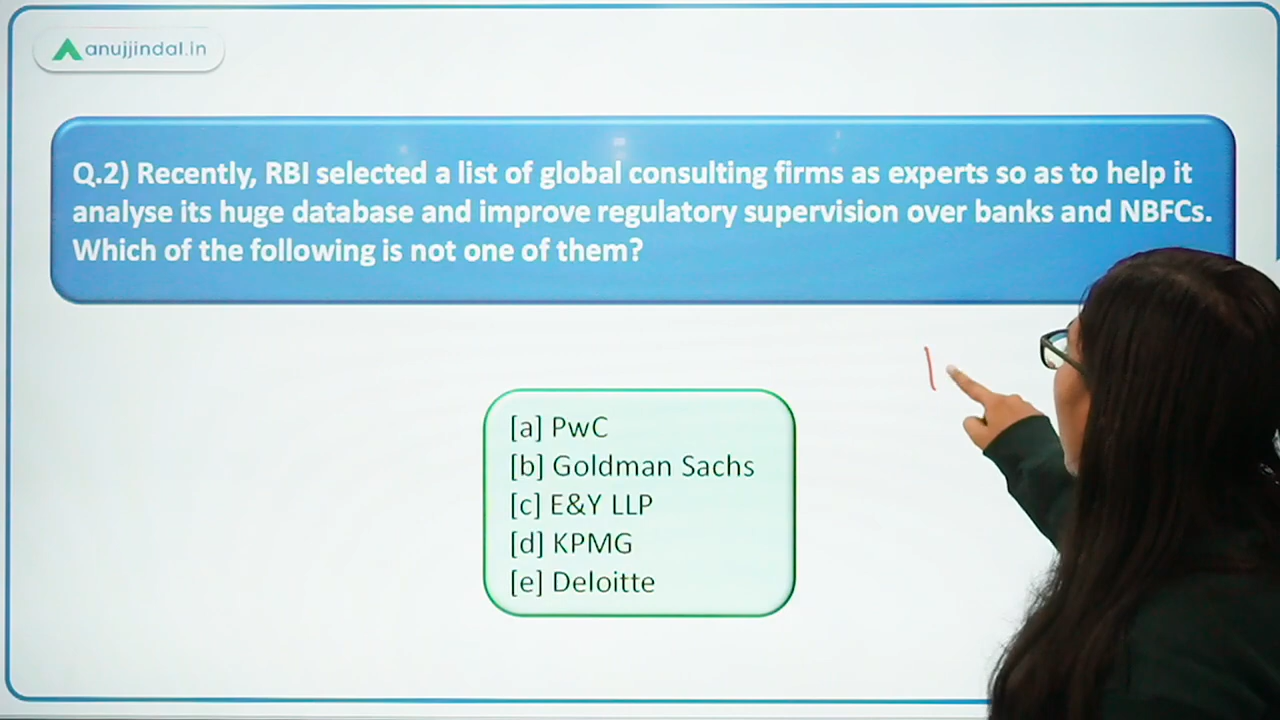 anujjindal.in
Q.2) Recently, RBI selected a list of global consulting firms as experts so as to help it
analyse its huge database and improve regulatory supervision over banks and NBFCs.
Which of the following is not one of them?
[a] PwC
[b] Goldman Sachs
[c] E&Y LLP
[d] KPMG
[e] Deloitte